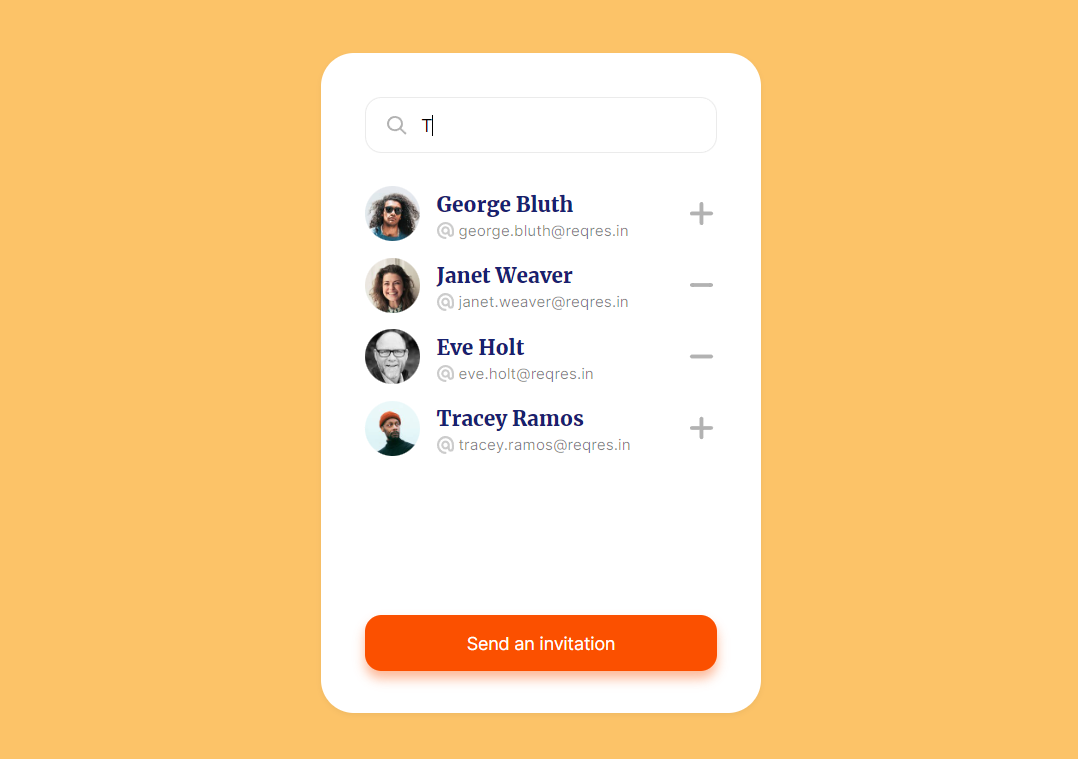 T
George Bluth
george.bluth@reqres.in
Janet Weaver
janet.weaver@reqres.in
Eve Holt
eve.holt@reqres.in
Tracey Ramos
tracey.ramos@reqres.in
Send an invitation